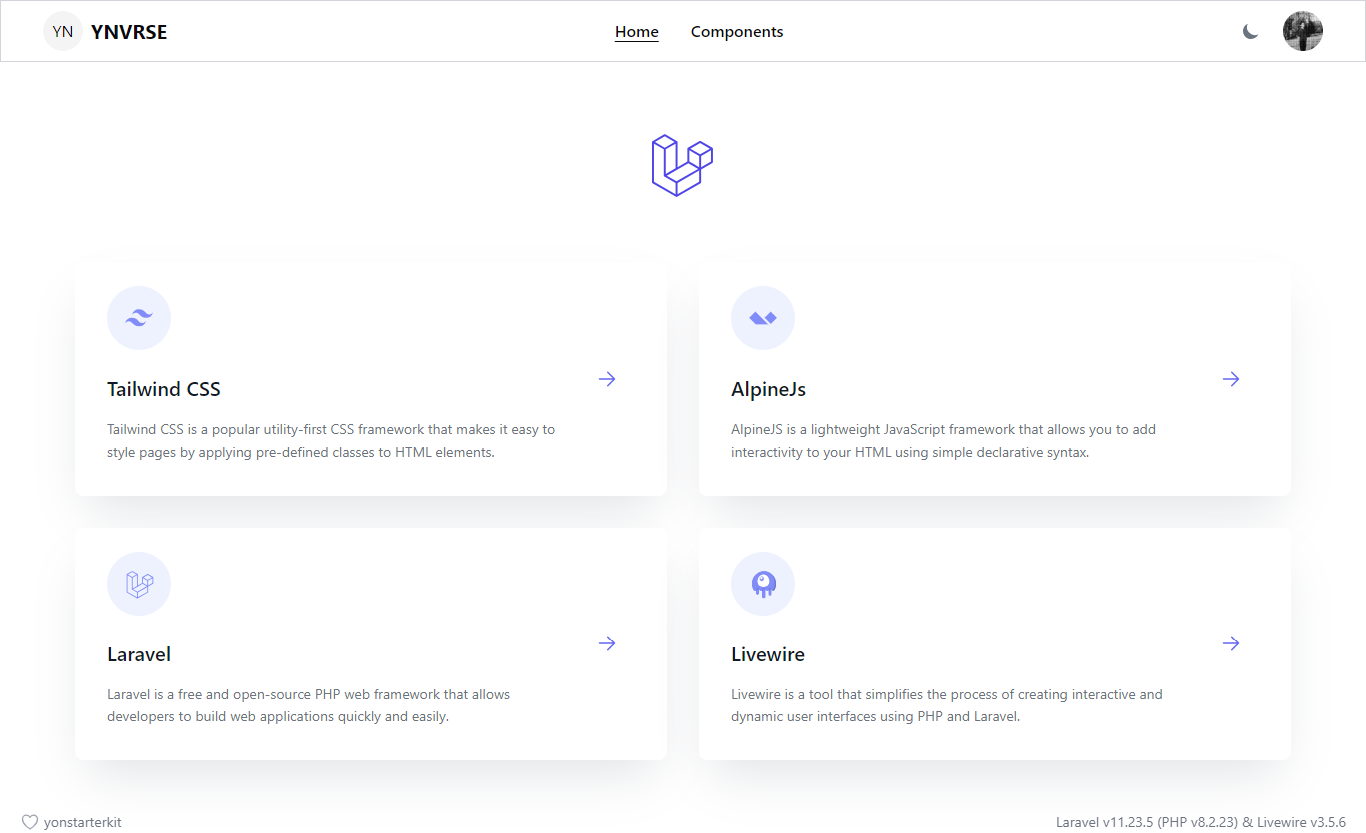 YN YNVRSE Home Components
Tailwind CSS
Tailwind CSS is a popular utility-first CSS framework that makes it easy to
style pages by applying pre-defined classes to HTML elements.
AlpineJs
AlpineJS is a lightweight JavaScript framework that allows you to add
interactivity to your HTML using simple declarative syntax.
Laravel
Laravel is a free and open-source PHP web framework that allows
developers to build web applications quickly and easily.
Livewire
Livewire is a tool that simplifies the process of creating interactive and
dynamic user interfaces using PHP and Laravel.
yonstarterkit
Laravel v11.23.5 (PHP v8.2.23) & Livewire v3.5.6